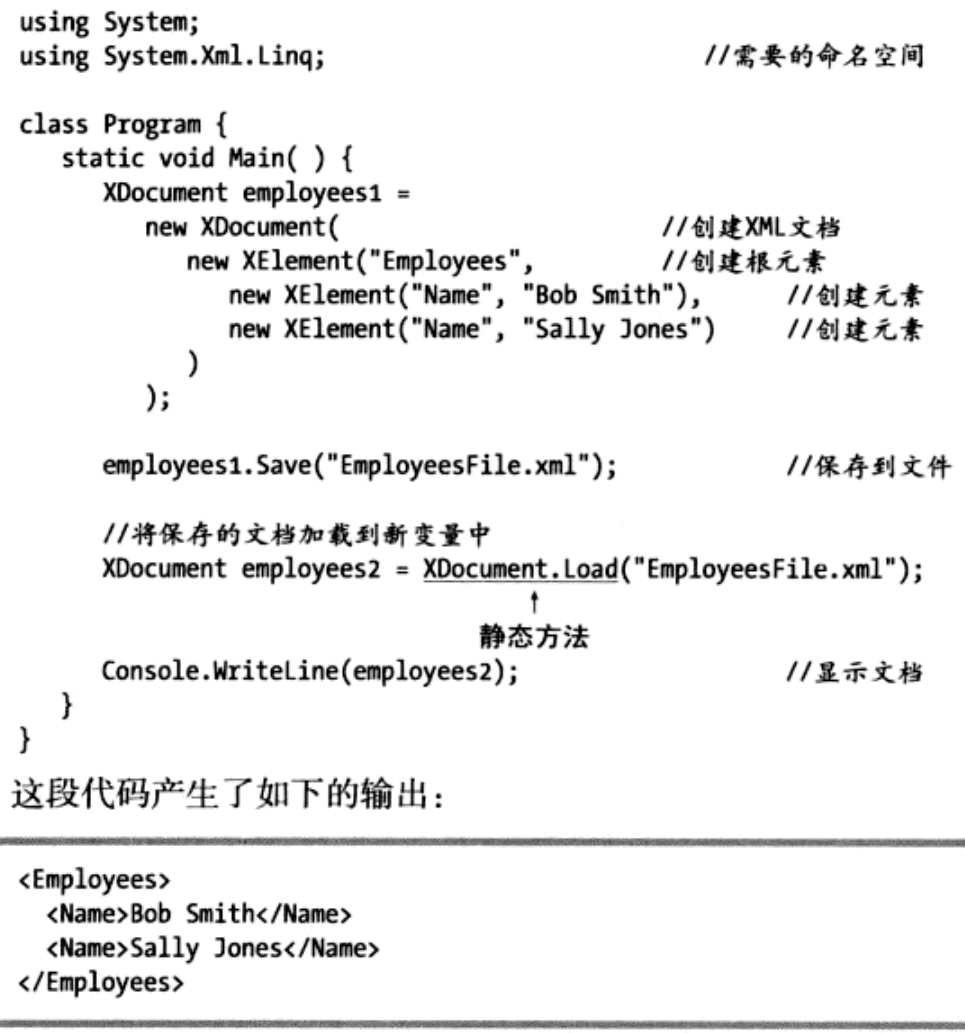 using System;
using System.Xml.Linq; //需要的命名空间
class Program {
static void Main( ) {
XDocument employees1 =
new XDocument( //创建XML文档
new XElement("Employees", //创建根元素
new XElement("Name", "Bob Smith"), //创建元素
new XElement("Name", "Sally Jones") //创建元素
)
);
employees1.Save("EmployeesFile.xml"); //保存到文件
//将保存的文档加载到新变量中
XDocument employees2 = XDocument.Load("EmployeesFile.xml");
↑
静态方法
Console.WriteLine(employees2); //显示文档
}
}
这段代码产生了如下的输出：
<Employees>
<Name>Bob Smith</Name>
<Name>Sally Jones</Name>
</Employees>